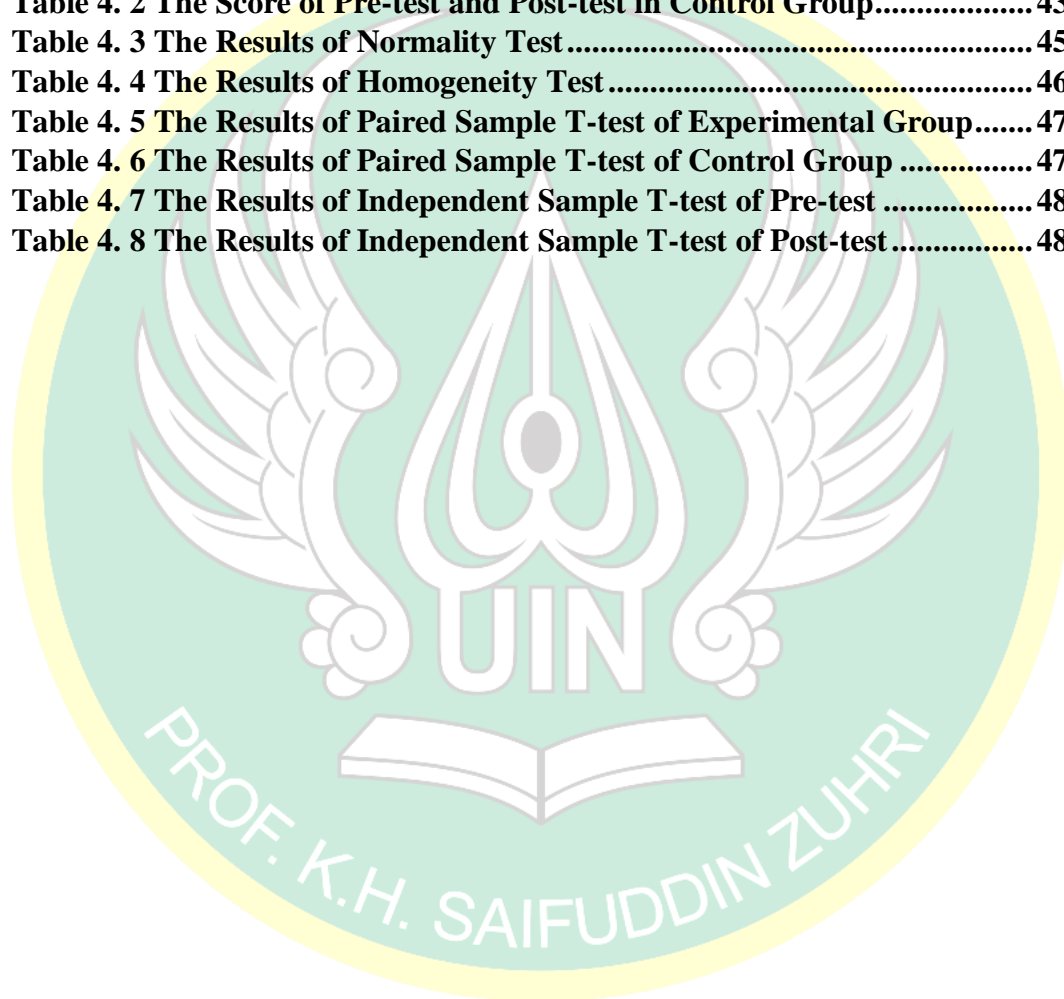 Table 4. 2 The Score of Pre-test and Post-test in Control Group................... 43
Table 4. 3 The Results of Normality Test.............................................................. 45
Table 4. 4 The Results of Homogeneity Test........................................................ 46
Table 4. 5 The Results of Paired Sample T-test of Experimental Group....... 47
Table 4. 6 The Results of Paired Sample T-test of Control Group ................. 47
Table 4. 7 The Results of Independent Sample T-test of Pre-test ................... 48
Table 4. 8 The Results of Independent Sample T-test of Post-test.................. 48
UIN
PROF. K.H. SAIFUDDIN ZUHRI